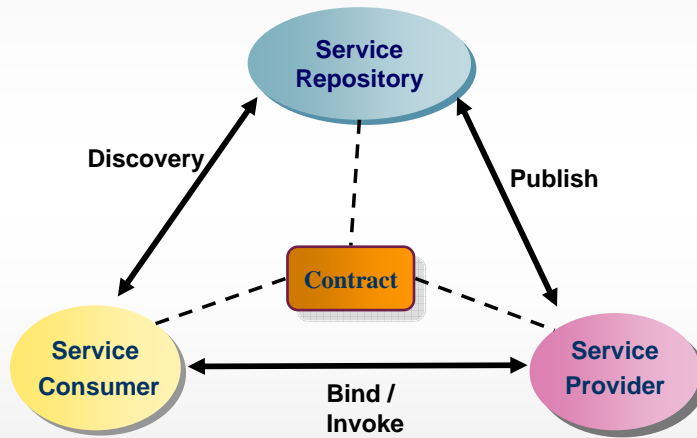 Service
Repository
Discovery
Publish
Contract
Service
Consumer
Service
Provider
Bind /
Invoke